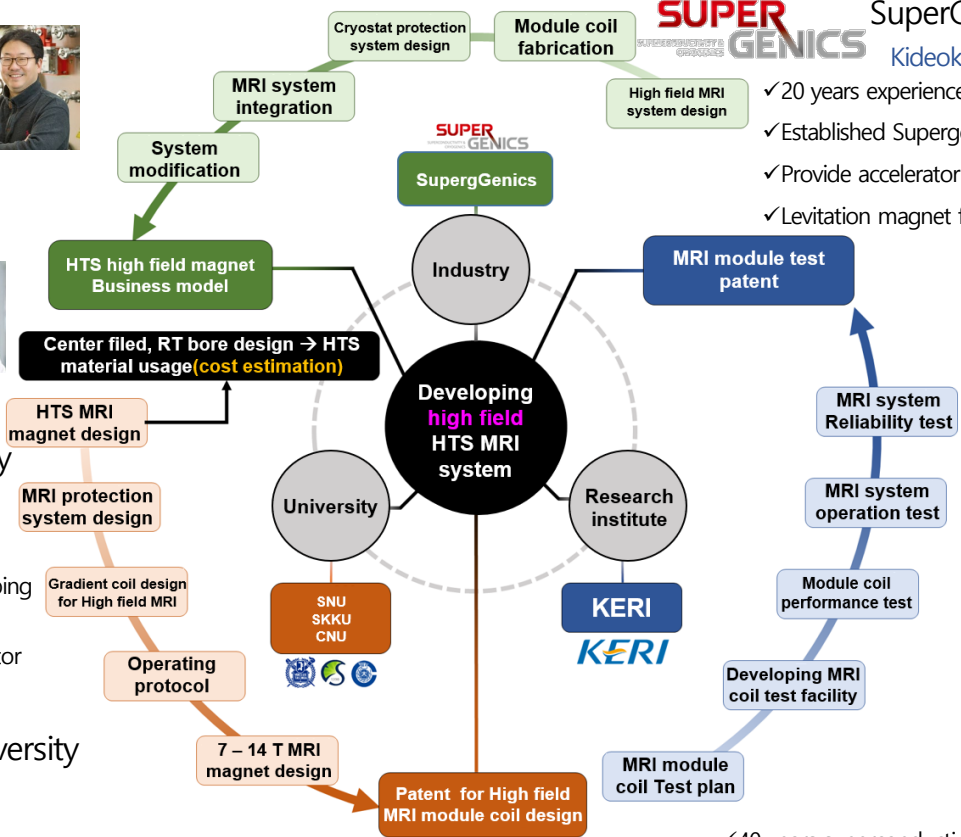 Cryostat protection
system design
Module coil
fabrication
SUPER
GENICS
SuperG
Kideok
MRI system
integration
High field MRI
system design
✓20 years experience
✓Established Superg
✓Provide accelerator
✓Levitation magnet f
System
modification
SUPER
GENICS
SupergGenics
HTS high field magnet
Business model
Industry
MRI module test
patent
Center filed, RT bore design → HTS
material usage(cost estimation)
Developing
high field
HTS MRI
system
HTS MRI
magnet design
y
MRI system
Reliability test
MRI protection
system design
University
Research
institute
MRI system
operation test
ping
Gradient coil design
for High field MRI
SNU
SKKU
CNU
KERI
KERI
Module coil
performance test
tor
Operating
protocol
Developing MRI
coil test facility
versity
7 – 14 T MRI
magnet design
MRI module
coil Test plan
Patent for High field
MRI module coil design